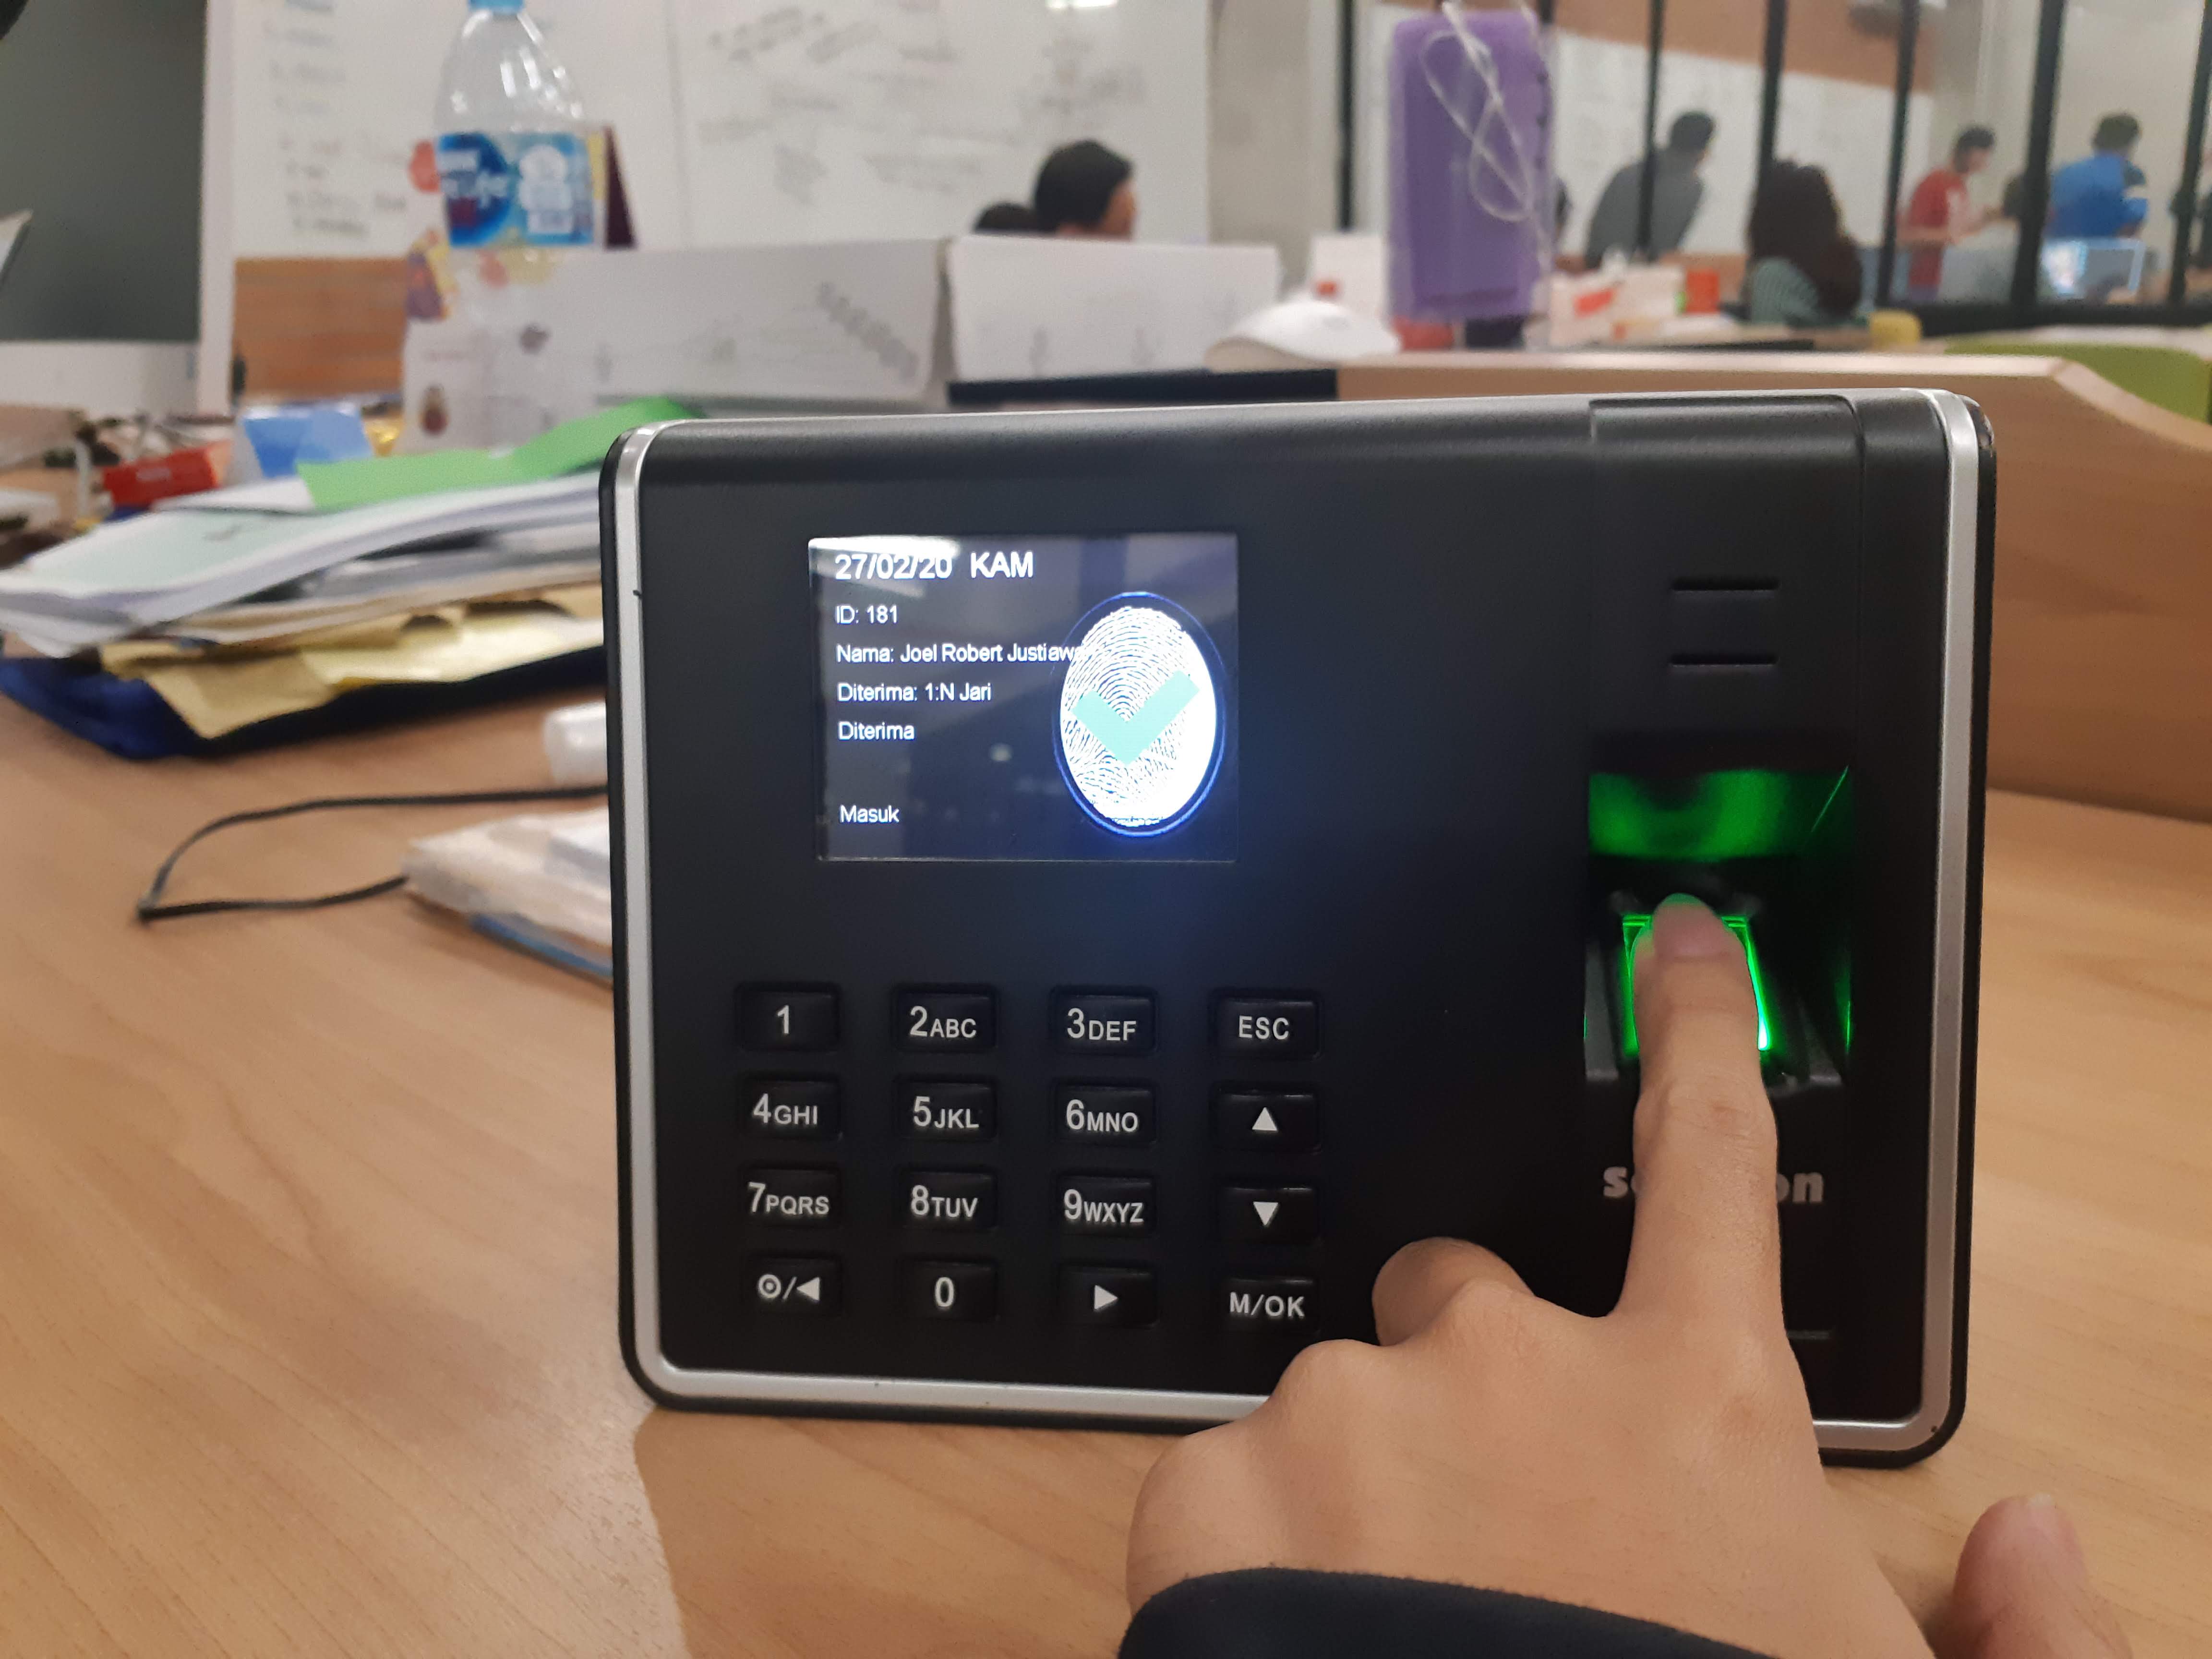 27/02/20 KAM
ID: 181
Nama: Joel Robert Justiaw
Diterima: 1:N Jari
Diterima
Masuk
1 2ABC 3DEF ESC
4GHI 5JKL 6MNO ▲
7PQRS 8TUV 9WXYZ ▼
◎/◀ 0 ▶ M/OK